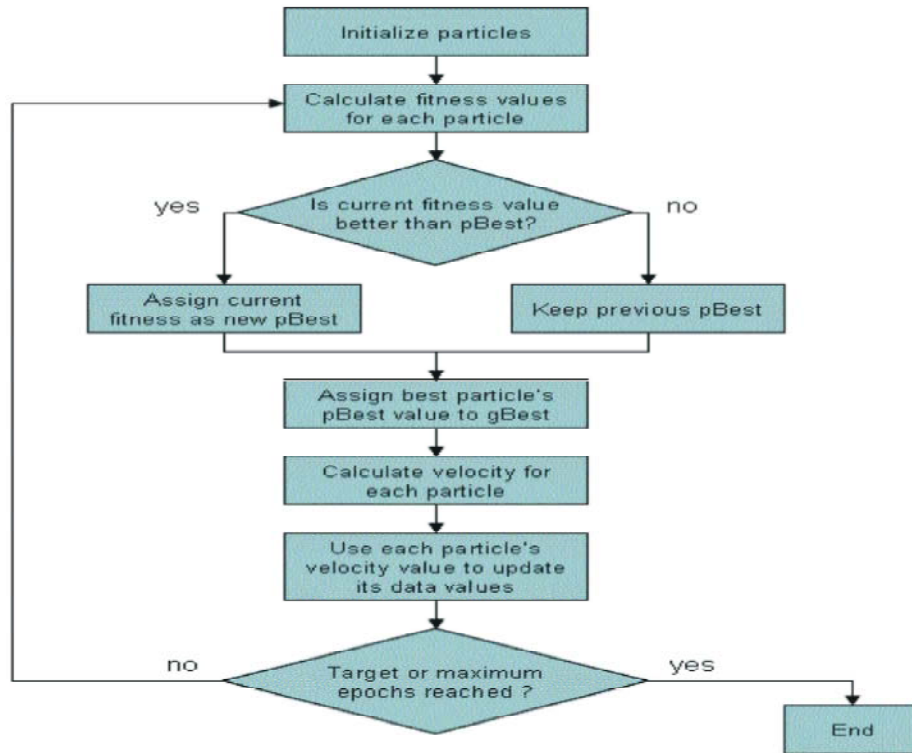 Initialize particles
Calculate fitness values
for each particle
yes
Is current fitness value
better than pBest?
no
Assign current
fitness as new pBest
Keep previous pBest
Assign best particle's
pBest value to gBest
Calculate velocity for
each particle
Use each particle's
velocity value to update
its data values
no
Target or maximum
epochs reached ?
yes
End